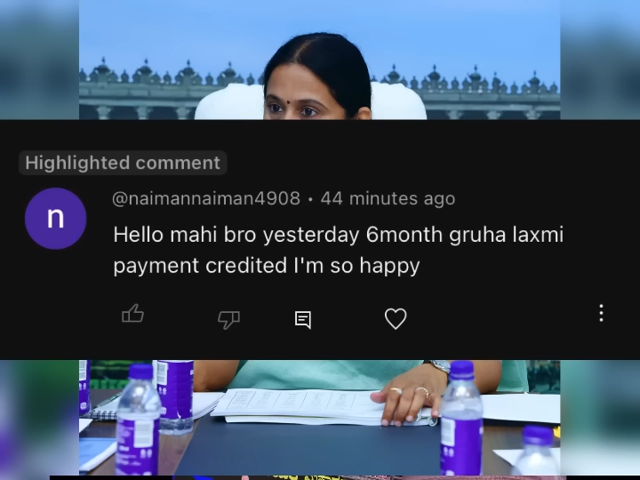 Highlighted comment
n
@naimannaiman4908 • 44 minutes ago
Hello mahi bro yesterday 6month gruha laxmi
payment credited I'm so happy